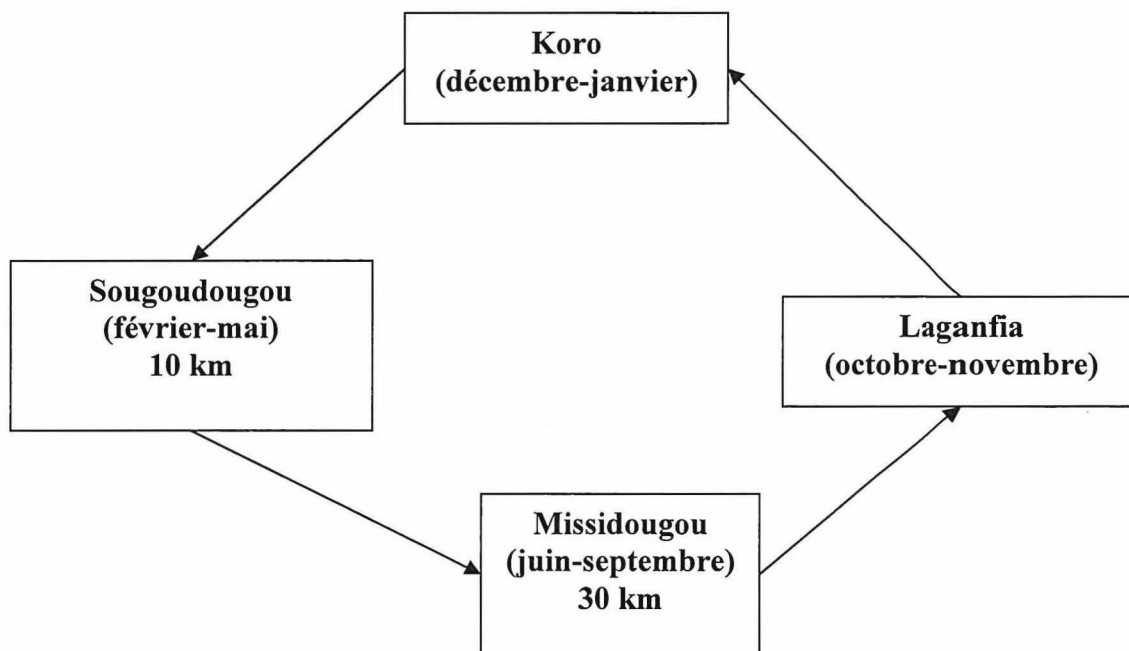 Koro
(décembre-janvier)
Sougoudougou
(février-mai)
10 km
Laganfia
(octobre-novembre)
Missidougou
(juin-septembre)
30 km